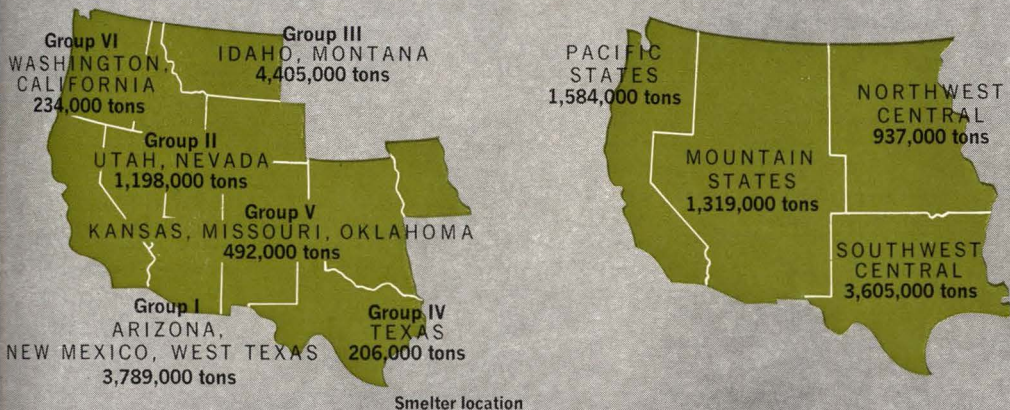 Group VI
WASHINGTON,
CALIFORNIA
234,000 tons
Group III
IDAHO, MONTANA
4,405,000 tons
Group II
UTAH, NEVADA
1,198,000 tons
Group V
KANSAS, MISSOURI, OKLAHOMA
492,000 tons
Group I
ARIZONA,
NEW MEXICO, WEST TEXAS
3,789,000 tons
Group IV
TEXAS
206,000 tons
Smelter location
PACIFIC
STATES
1,584,000 tons
NORTHWEST
CENTRAL
937,000 tons
MOUNTAIN
STATES
1,319,000 tons
SOUTHWEST
CENTRAL
3,605,000 tons